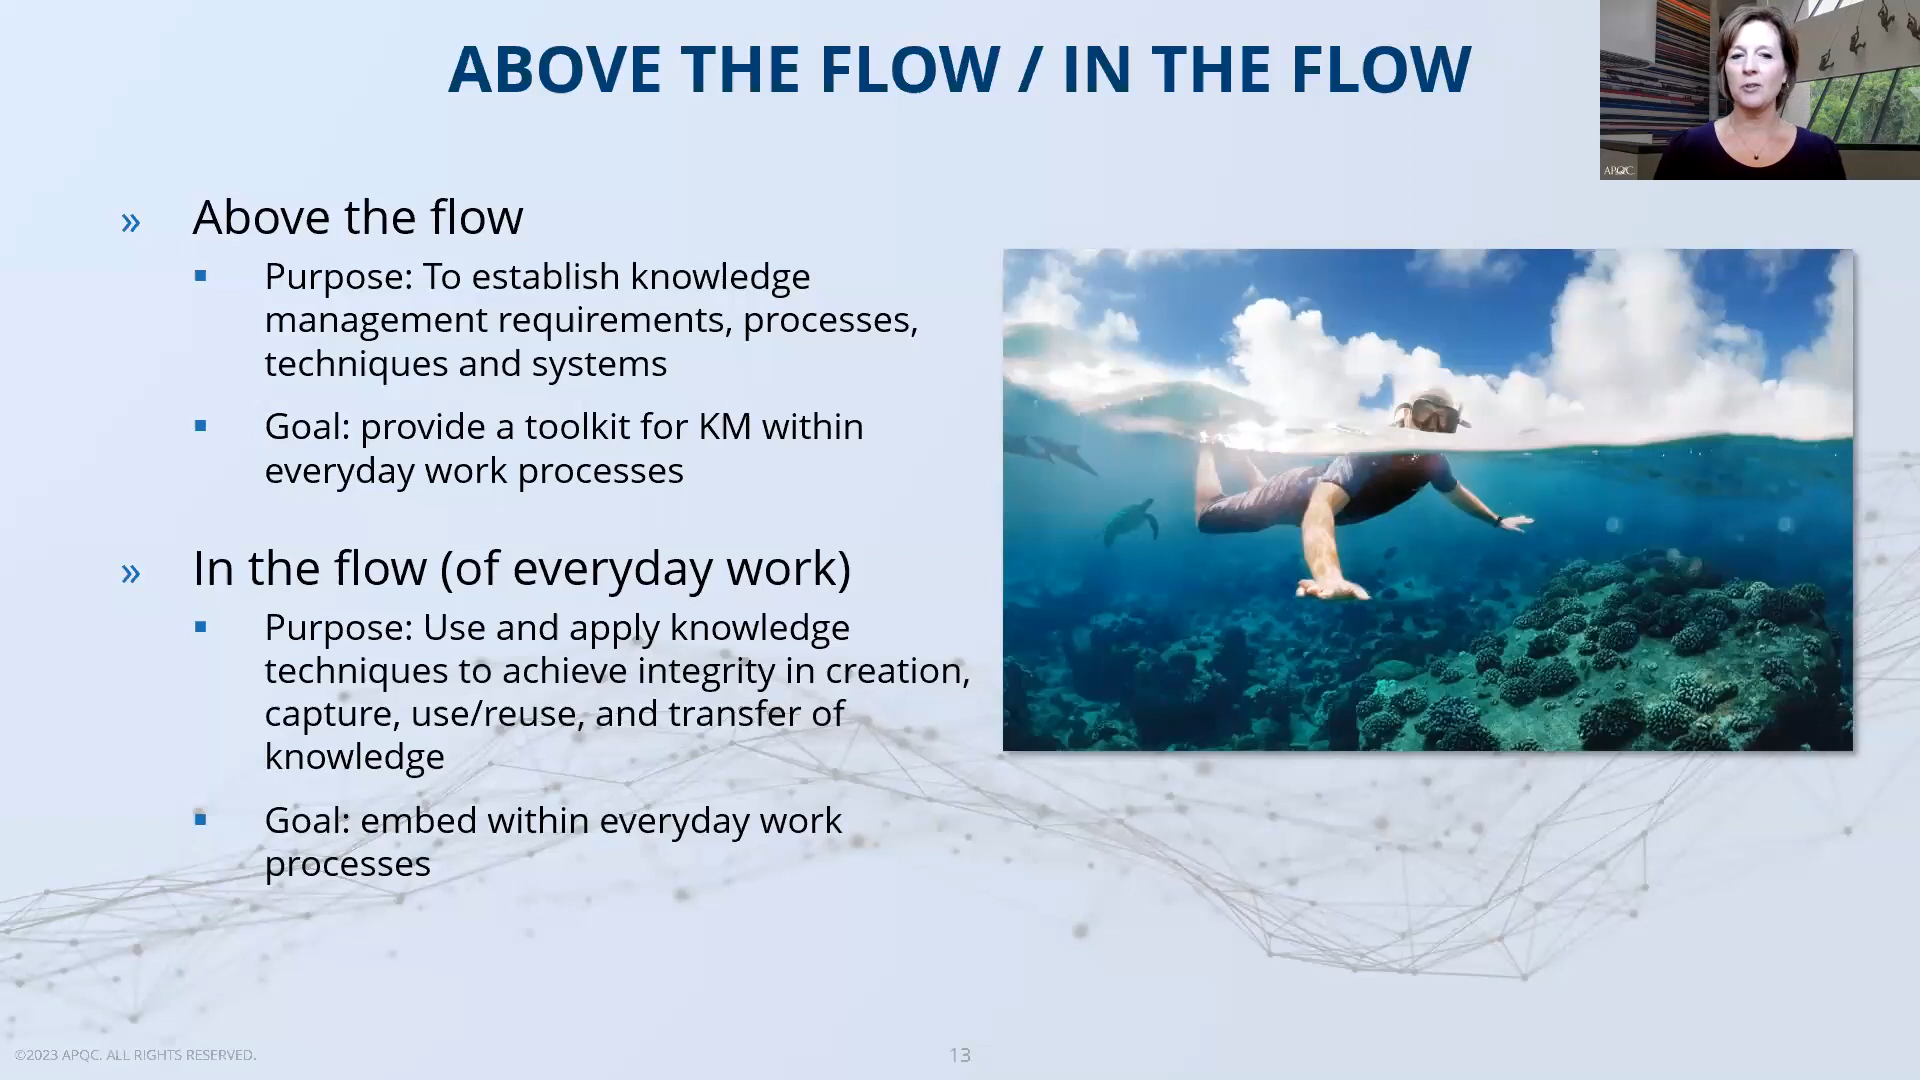 ABOVE THE FLOW / IN THE FLOW
APQC
» Above the flow
▪ Purpose: To establish knowledge
management requirements, processes,
techniques and systems
▪ Goal: provide a toolkit for KM within
everyday work processes
» In the flow (of everyday work)
▪ Purpose: Use and apply knowledge
techniques to achieve integrity in creation,
capture, use/reuse, and transfer of
knowledge
▪ Goal: embed within everyday work
processes
©2023 APQC. ALL RIGHTS RESERVED.
13